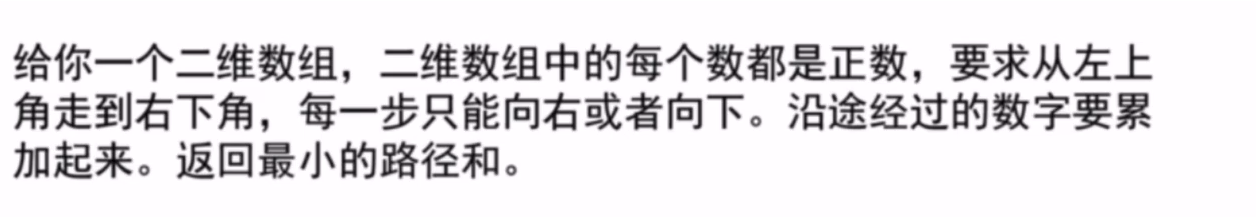 给你一个二维数组，二维数组中的每个数都是正数，要求从左上
角走到右下角，每一步只能向右或者向下。沿途经过的数字要累
加起来。返回最小的路径和。